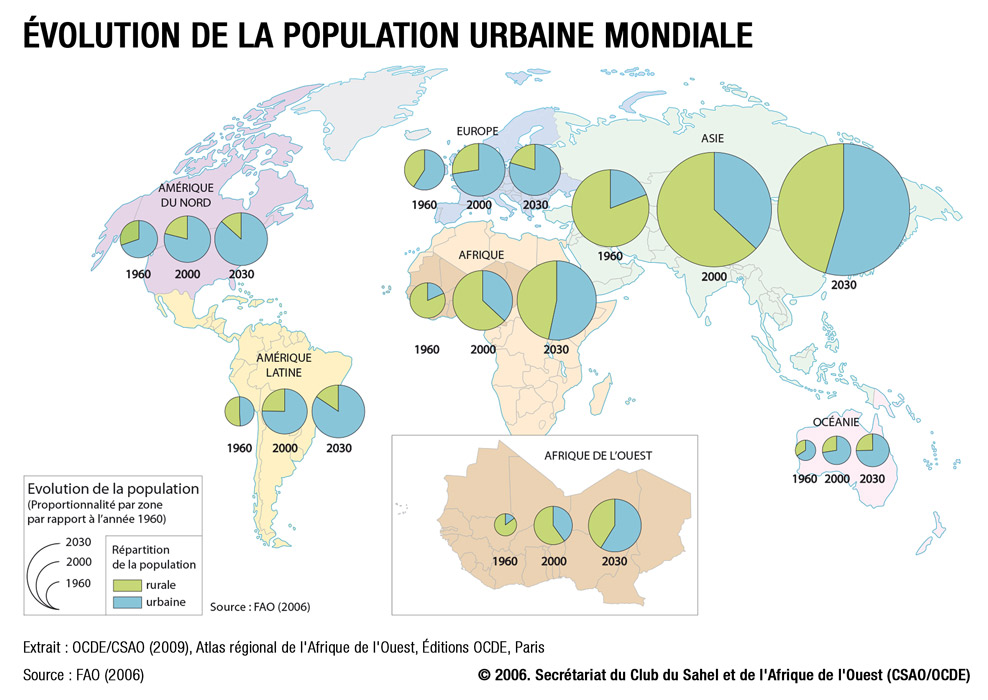 ÉVOLUTION DE LA POPULATION URBAINE MONDIALE
EUROPE
1960 2000 2030
ASIE
1960
2000
2030
AMÉRIQUE
DU NORD
1960 2000 2030
AFRIQUE
1960 2000 2030
AMÉRIQUE
LATINE
1960 2000 2030
OCÉANIE
1960 2000 2030
AFRIQUE DE L'OUEST
1960 2000 2030
Evolution de la population
(Proportionnalité par zone
par rapport à l'année 1960)
2030
2000
1960
Répartition
de la population
rurale
urbaine
Source : FAO (2006)
Extrait : OCDE/CSAO (2009), Atlas régional de l'Afrique de l'Ouest, Éditions OCDE, Paris
Source : FAO (2006)
© 2006. Secrétariat du Club du Sahel et de l'Afrique de l'Ouest (CSAO/OCDE)